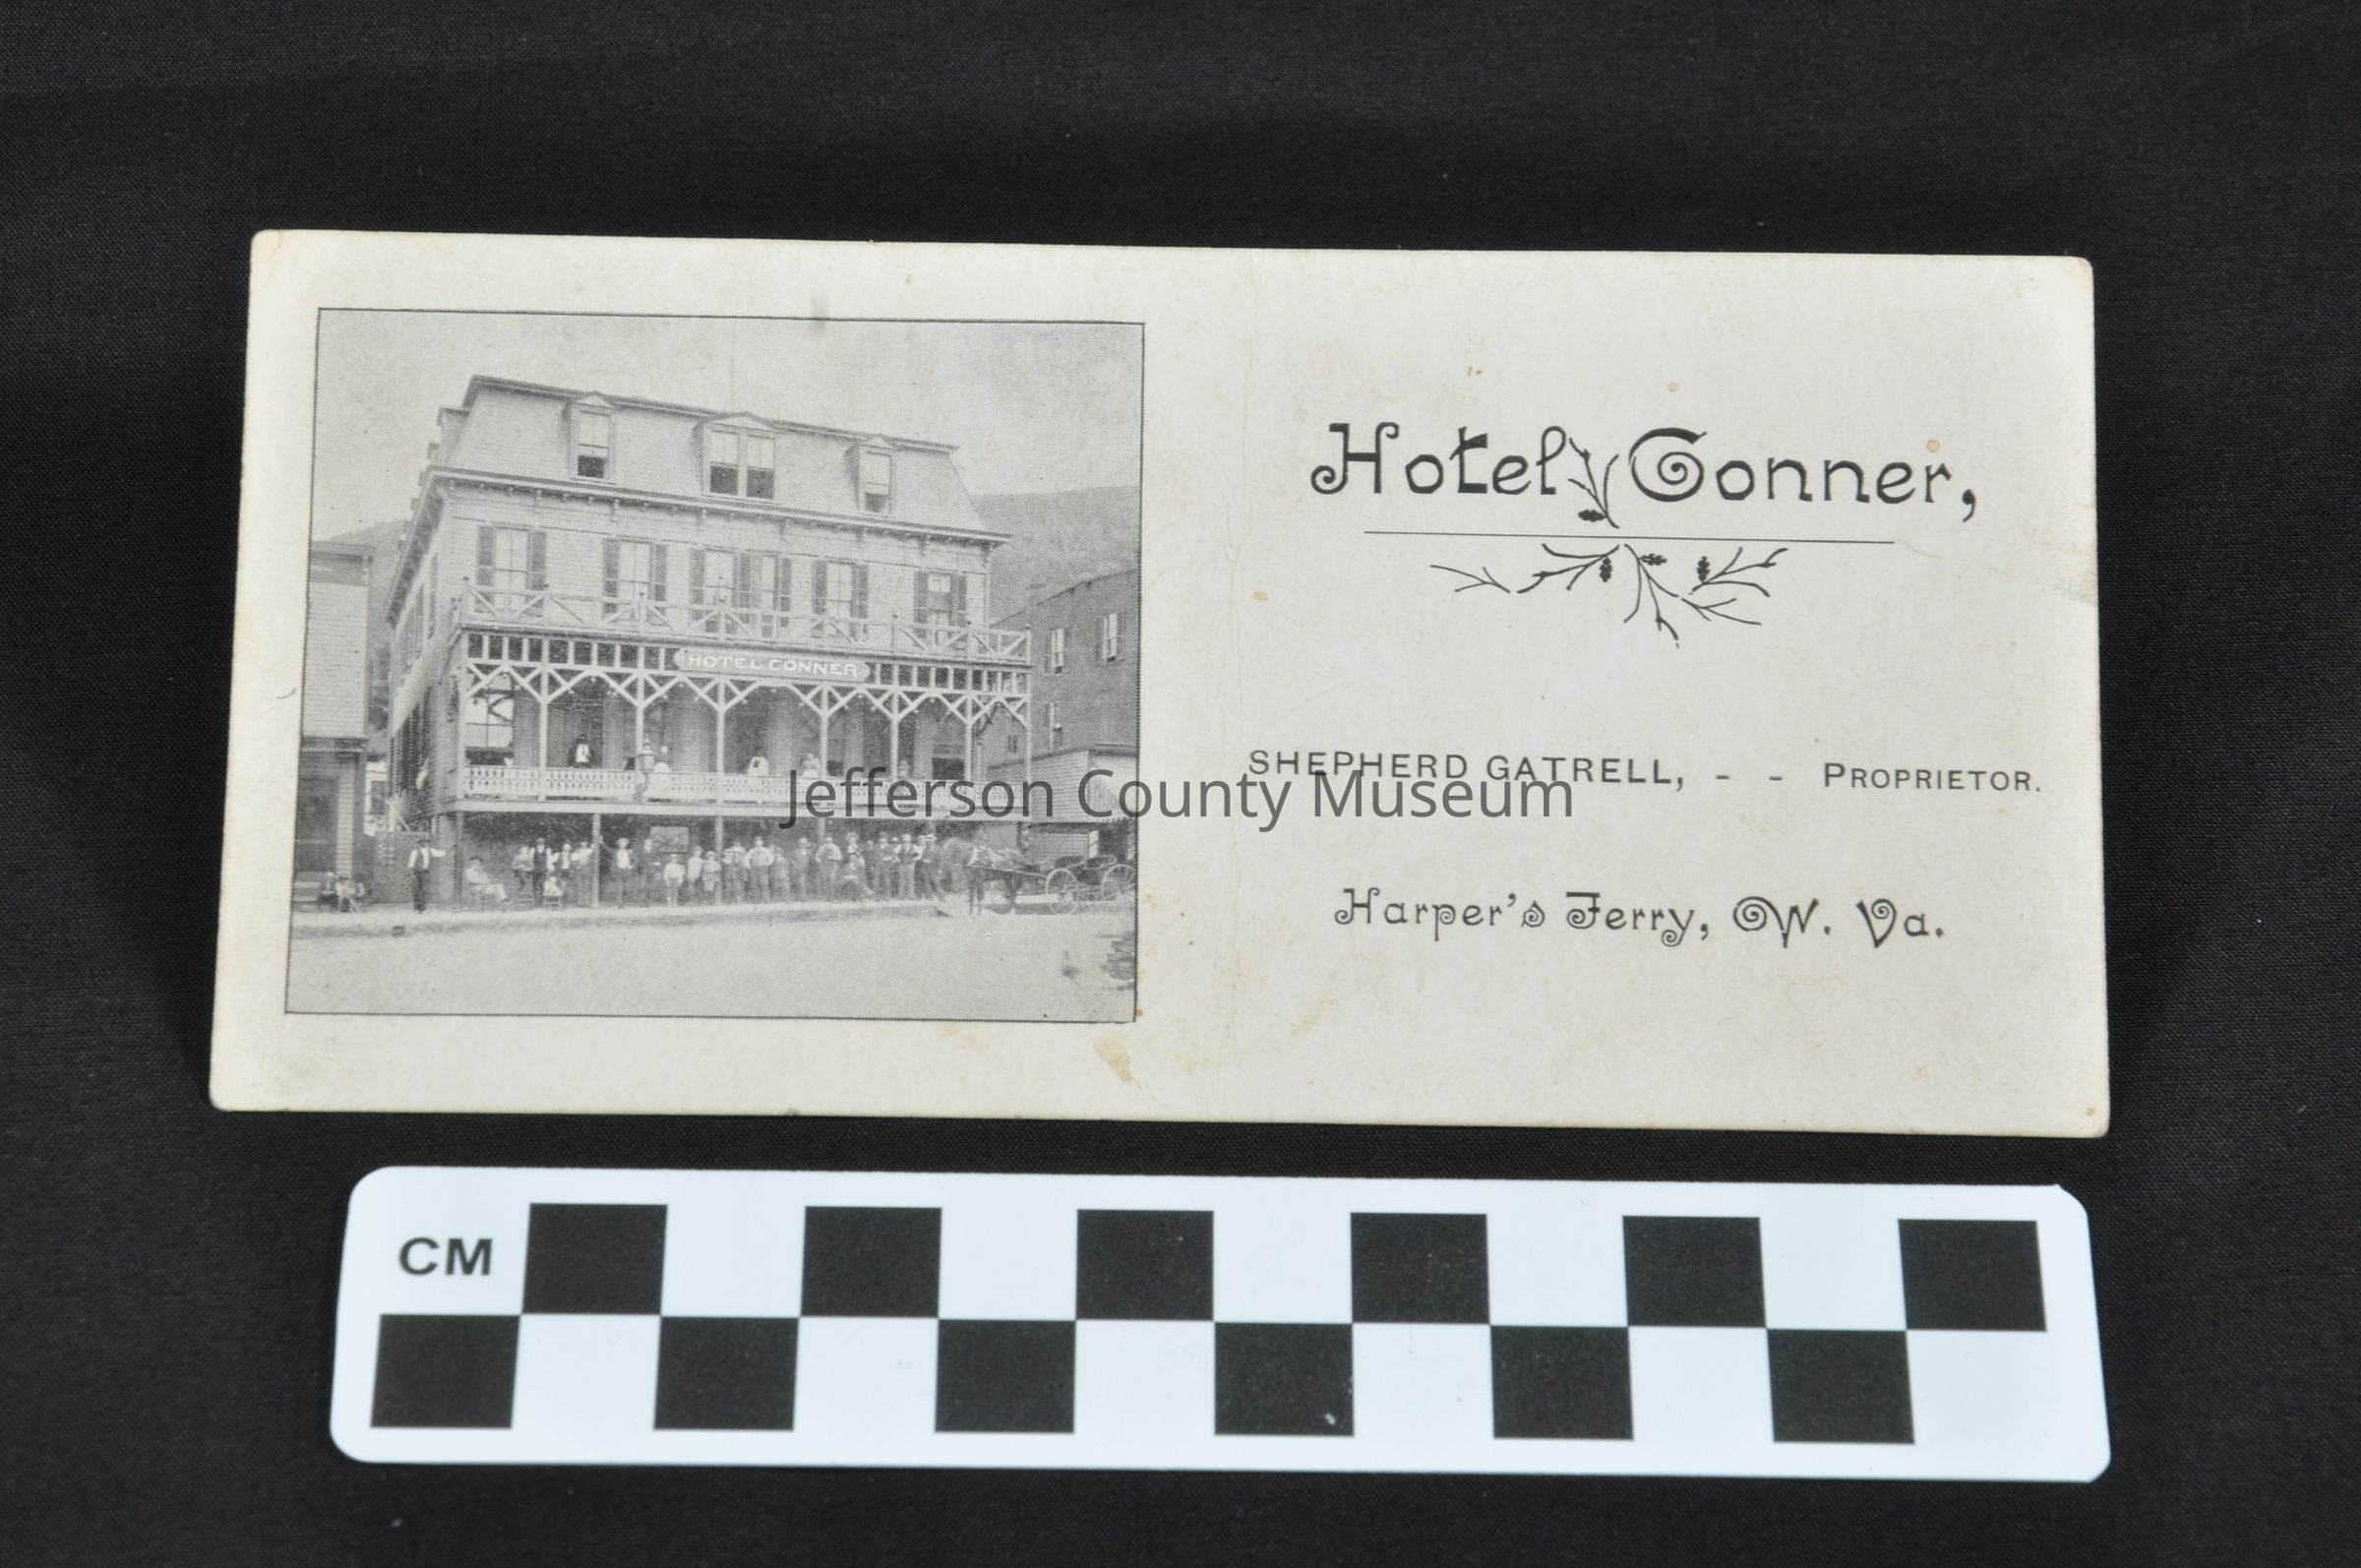 HOTEL CONNER
Hotel Conner,
SHEPHERD GATRELL, - - PROPRIETOR.
Jefferson County Museum
Harper's Ferry, W. Va.
CM